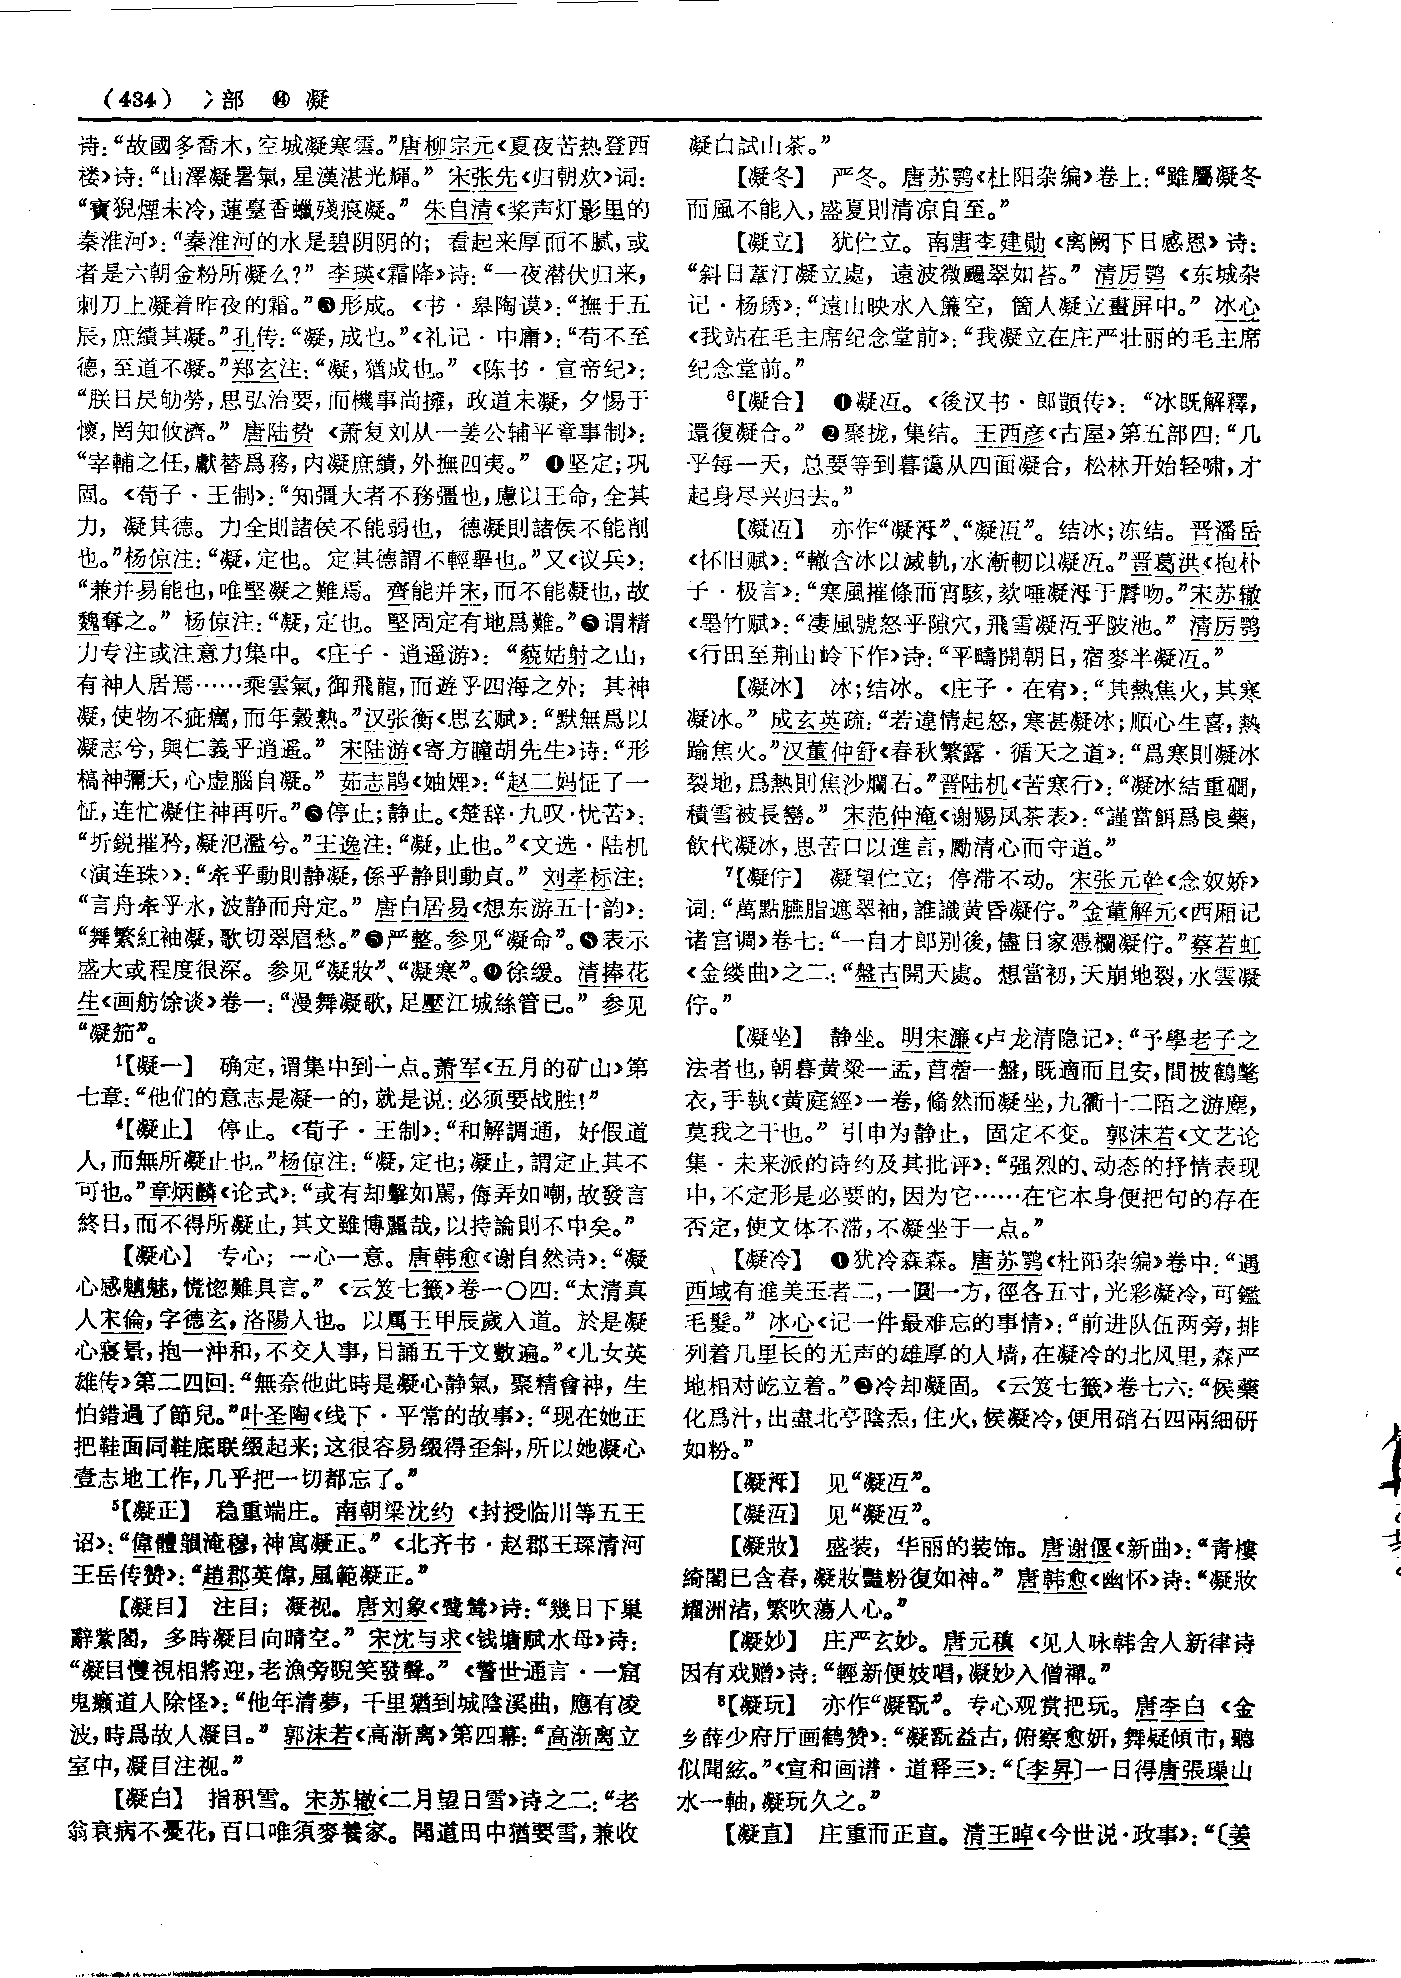 （434） 冫部 ⓮ 凝
诗：“故國多喬木，空城凝寒雲。”唐柳宗元《夏夜苦热登西
楼》诗：“山澤凝暑氣，星漢湛光輝。” 宋张先《归朝欢》词：
“寳猊煙未冷，蓮臺香蠟殘痕凝。” 朱自清《桨声灯影里的
秦淮河》：“秦淮河的水是碧阴阴的；看起来厚而不腻，或
者是六朝金粉所凝么？” 李瑛《霜降》诗：“一夜潜伏归来，
刺刀上凝着昨夜的霜。”❸形成。《书·皋陶谟》：“撫于五
辰，庶績其凝。”孔传：“凝，成也。”《礼记·中庸》：“苟不至
德，至道不凝。”郑玄注：“凝，猶成也。” 《陈书·宣帝纪》：
“朕日昃劬勞，思弘治要，而機事尚擁，政道未凝，夕惕于
懷，罔知攸濟。” 唐陆贽 《萧复刘从一姜公辅平章事制》：
“宰輔之任，獻替爲務，内凝庶績，外撫四夷。” ❹坚定；巩
固。《荀子·王制》：“知彊大者不務彊也，慮以王命，全其
力，凝其德。力全則諸侯不能弱也，德凝則諸侯不能削
也。”杨倞注：“凝，定也。定其德謂不輕舉也。”又《议兵》：
“兼并易能也，唯堅凝之難焉。齊能并宋，而不能凝也，故
魏奪之。” 杨倞注：“凝，定也。堅固定有地爲難。”❺谓精
力专注或注意力集中。《庄子·逍遥游》：“藐姑射之山，
有神人居焉……乘雲氣，御飛龍，而遊乎四海之外；其神
凝，使物不疵癘，而年穀熟。”汉张衡《思玄赋》：“默無爲以
凝志兮，與仁義乎逍遥。” 宋陆游《寄方瞳胡先生》诗：“形
槁神彌夭，心虚腦自凝。” 茹志鹃《妯娌》：“赵二妈怔了一
怔，连忙凝住神再听。”❻停止；静止。《楚辞·九叹·忧苦》：
“折鋭摧矜，凝氾濫兮。”王逸注：“凝，止也。”《文选·陆机
〈演连珠〉》：“牽乎動則静凝，係乎静則動貞。” 刘孝标注：
“言舟牽乎水，波静而舟定。” 唐白居易《想东游五十韵》：
“舞繁紅袖凝，歌切翠眉愁。”❼严整。参见“凝命”。❽表示
盛大或程度很深。参见“凝妝”、“凝寒”。❾徐缓。清捧花
生《画舫馀谈》卷一：“漫舞凝歌，足壓江城絲管已。” 参见
“凝笳”。
¹【凝一】 确定，谓集中到一点。萧军《五月的矿山》第
七章：“他们的意志是凝一的，就是说：必须要战胜！”
⁴【凝止】 停止。《荀子·王制》：“和解調通，好假道
人，而無所凝止也。”杨倞注：“凝，定也；凝止，謂定止其不
可也。”章炳麟《论式》：“或有却擊如罵，侮弄如嘲，故發言
終日，而不得所凝止，其文雖博麗哉，以持論則不中矣。”
【凝心】 专心；一心一意。唐韩愈《谢自然诗》：“凝
心感魑魅，慌惚難具言。” 《云笈七籤》卷一〇四：“太清真
人宋倫，字德玄，洛陽人也。以厲王甲辰歲入道。於是凝
心寢景，抱一沖和，不交人事，日誦五千文數遍。”《儿女英
雄传》第二四回：“無奈他此時是凝心静氣，聚精會神，生
怕錯過了節兒。”叶圣陶《线下·平常的故事》：“现在她正
把鞋面同鞋底联缀起来；这很容易缀得歪斜，所以她凝心
壹志地工作，几乎把一切都忘了。”
⁵【凝正】 稳重端庄。南朝梁沈约 《封授临川等五王
诏》：“偉體韻淹穆，神寓凝正。” 《北齐书·赵郡王琛清河
王岳传赞》：“趙郡英偉，風範凝正。”
【凝目】 注目；凝视。唐刘象《鹭鸶》诗：“幾日下巢
辭紫閣，多時凝目向晴空。” 宋沈与求《钱塘赋水母》诗：
“凝目憆視相將迎，老漁旁睨笑發聲。” 《警世通言·一窟
鬼癞道人除怪》：“他年清夢，千里猶到城陰溪曲，應有凌
波，時爲故人凝目。” 郭沫若《高渐离》第四幕：“高渐离立
室中，凝目注视。”
【凝白】 指积雪。宋苏辙《二月望日雪》诗之二：“老
翁衰病不憂花，百口唯須麥養家。聞道田中猶要雪，兼收
凝白試山茶。”
【凝冬】 严冬。唐苏鹗《杜阳杂编》卷上：“雖屬凝冬
而風不能入，盛夏則清凉自至。”
【凝立】 犹伫立。南唐李建勋 《离阙下日感恩》诗：
“斜日葦汀凝立處，遠波微颺翠如苔。” 清厉鹗 《东城杂
记·杨琇》：“遠山映水入簾空，箇人凝立畫屏中。” 冰心
《我站在毛主席纪念堂前》：“我凝立在庄严壮丽的毛主席
纪念堂前。”
⁶【凝合】 ❶凝冱。《後汉书·郎顗传》：“冰既解釋，
還復凝合。” ❷聚拢，集结。王西彦《古屋》第五部四：“几
乎每一天，总要等到暮霭从四面凝合，松林开始轻啸，才
起身尽兴归去。”
【凝冱】 亦作“凝冴”、“凝沍”。结冰；冻结。晋潘岳
《怀旧赋》：“轍含冰以滅軌，水漸軔以凝冱。”晋葛洪《抱朴
子·极言》：“寒風摧條而宵駭，欬唾凝冴于脣吻。”宋苏辙
《墨竹赋》：“凄風號怒乎隙穴，飛雪凝沍乎陂池。” 清厉鹗
《行田至荆山岭下作》诗：“平疇開朝日，宿麥半凝冱。”
【凝冰】 冰；结冰。《庄子·在宥》：“其熱焦火，其寒
凝冰。” 成玄英疏：“若違情起怒，寒甚凝冰；順心生喜，熱
踰焦火。”汉董仲舒《春秋繁露·循天之道》：“爲寒則凝冰
裂地，爲熱則焦沙爛石。”晋陆机《苦寒行》：“凝冰結重磵，
積雪被長巒。” 宋范仲淹《谢赐凤茶表》：“謹當餌爲良藥，
飲代凝冰，思苦口以進言，勵清心而守道。”
⁷【凝伫】 凝望伫立；停滞不动。宋张元幹《念奴娇》
词：“萬點臙脂遮翠袖，誰識黄昏凝佇。”金董解元《西厢记
诸宫调》卷七：“一自才郎别後，儘日家憑欄凝佇。”蔡若虹
《金缕曲》之二：“盤古開天處。想當初，天崩地裂，水雲凝
佇。”
【凝坐】 静坐。明宋濂《卢龙清隐记》：“予學老子之
法者也，朝暮黄粱一盂，苜蓿一盤，既適而且安，間被鶴氅
衣，手執《黄庭經》一卷，翛然而凝坐，九衢十二陌之游塵，
莫我之干也。” 引申为静止，固定不变。郭沫若《文艺论
集·未来派的诗约及其批评》：“强烈的、动态的抒情表现
中，不定形是必要的，因为它……在它本身便把句的存在
否定，使文体不滞，不凝坐于一点。”
【凝冷】 ❶犹冷森森。唐苏鹗《杜阳杂编》卷中：“遇
西域有進美玉者二，一圓一方，徑各五寸，光彩凝冷，可鑑
毛髮。” 冰心《记一件最难忘的事情》：“前进队伍两旁，排
列着几里长的无声的雄厚的人墙，在凝冷的北风里，森严
地相对屹立着。”❷冷却凝固。《云笈七籤》卷七六：“候藥
化爲汁，出盡北亭陰炁，住火，候凝冷，便用硝石四兩細研
如粉。”
【凝冴】 见“凝冱”。
【凝沍】 见“凝冱”。
【凝妝】 盛装，华丽的装饰。唐谢偃《新曲》：“青樓
綺閣已含春，凝妝豔粉復如神。” 唐韩愈《幽怀》诗：“凝妝
耀洲渚，繁吹蕩人心。”
【凝妙】 庄严玄妙。唐元稹 《见人咏韩舍人新律诗
因有戏赠》诗：“輕新便妓唱，凝妙入僧禪。”
⁸【凝玩】 亦作“凝翫”。专心观赏把玩。唐李白 《金
乡薛少府厅画鹤赞》：“凝翫益古，俯察愈妍，舞疑傾市，聽
似聞絃。”《宣和画谱·道释三》：“〔李昇〕一日得唐張璪山
水一軸，凝玩久之。”
【凝直】 庄重而正直。清王晫《今世说·政事》：“〔姜